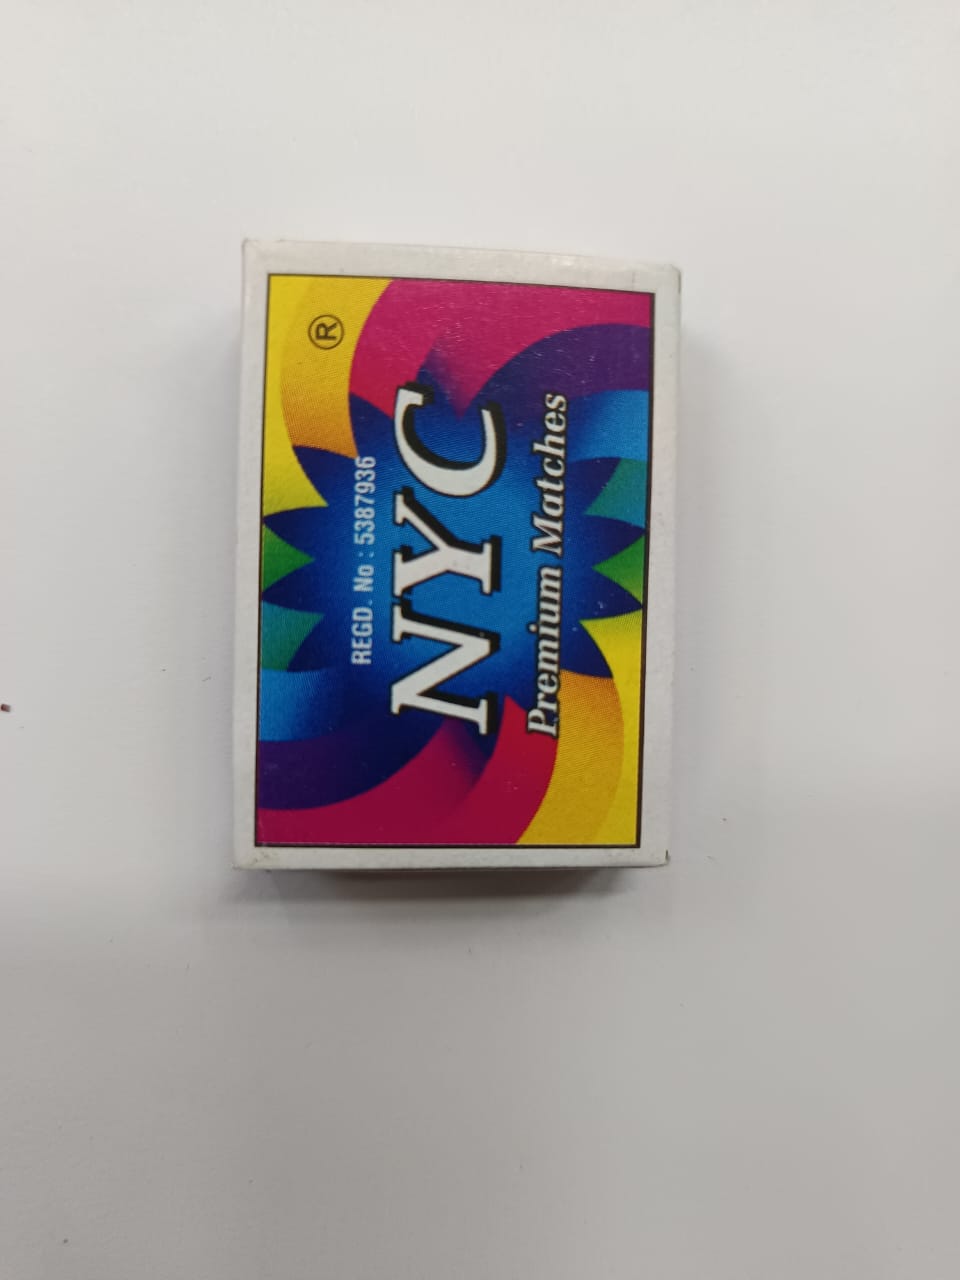 ®
REGD. No : 5387936
NYC
Premium Matches